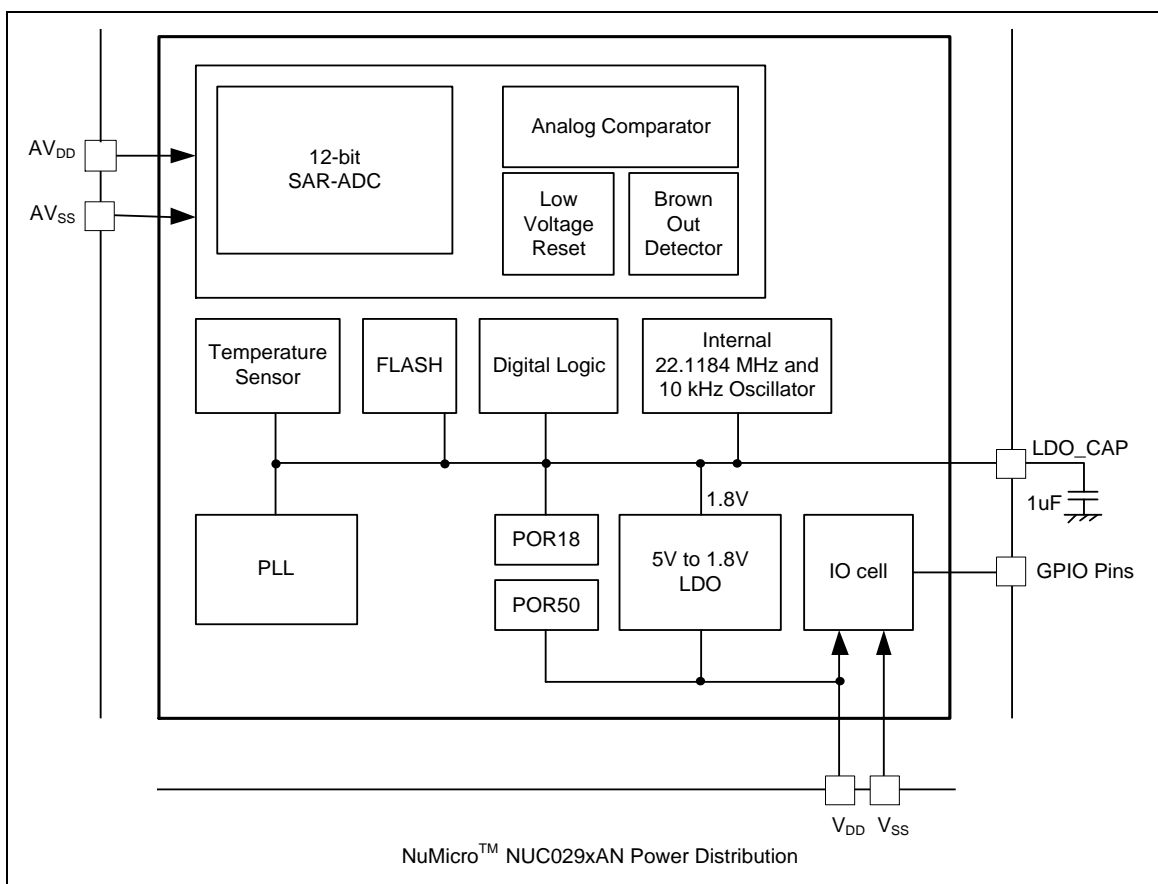 AVDD
AVSS
12-bit
SAR-ADC
Analog Comparator
Low
Voltage
Reset
Brown
Out
Detector
Temperature
Sensor
FLASH
Digital Logic
Internal
22.1184 MHz and
10 kHz Oscillator
LDO_CAP
1uF
1.8V
PLL
POR18
POR50
5V to 1.8V
LDO
IO cell
GPIO Pins
VDD
VSS
NuMicro™ NUC029xAN Power Distribution